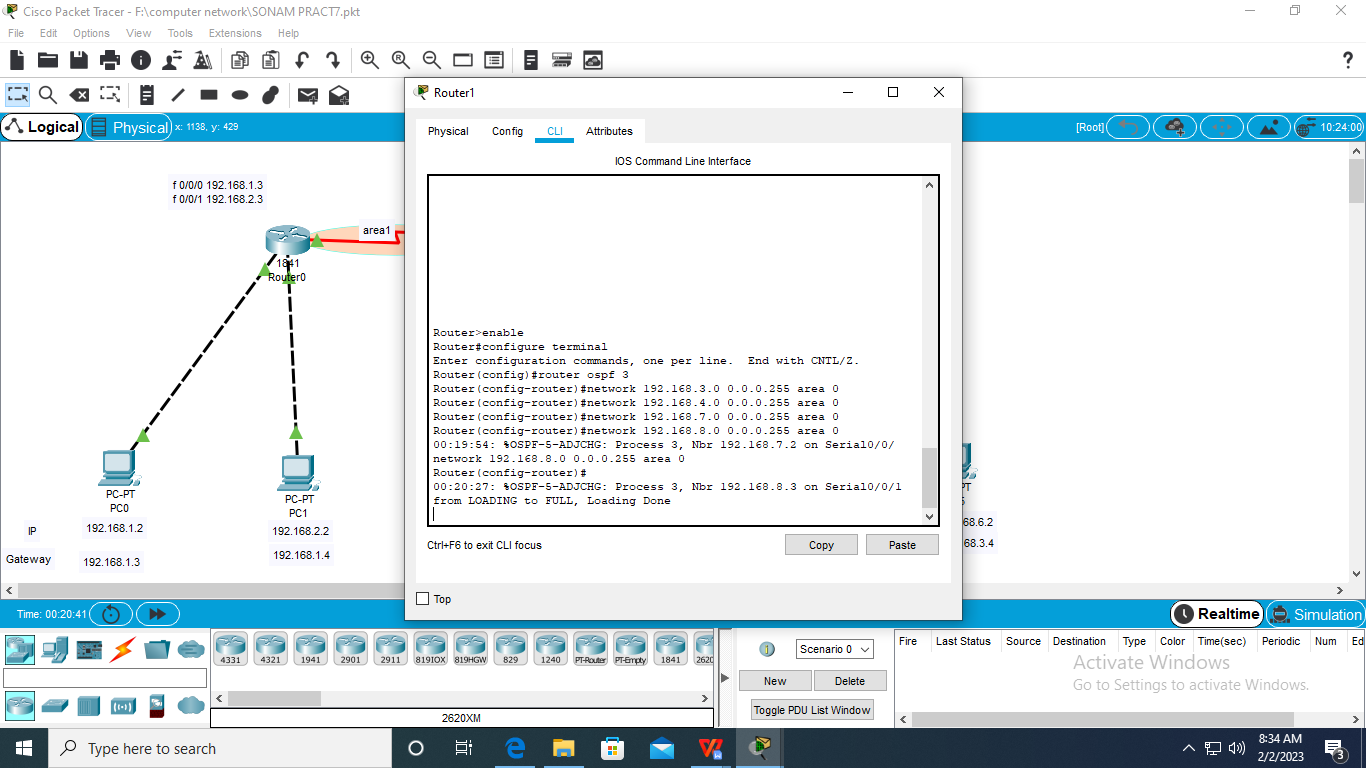 Cisco Packet Tracer - F:\computer network\SONAM PRACT7.pkt
File Edit Options View Tools Extensions Help
Logical Physical x: 1138, y: 429
[Root] 10:24:00
f 0/0/0 192.168.1.3
f 0/0/1 192.168.2.3
area1
1841
Router0
PC-PT
PC0
PC-PT
PC1
IP
192.168.1.2
192.168.2.2
Gateway
192.168.1.3
192.168.1.4
68.6.2
68.3.4
Router1
Physical Config CLI Attributes
IOS Command Line Interface
Router>enable
Router#configure terminal
Enter configuration commands, one per line. End with CNTL/Z.
Router(config)#router ospf 3
Router(config-router)#network 192.168.3.0 0.0.0.255 area 0
Router(config-router)#network 192.168.4.0 0.0.0.255 area 0
Router(config-router)#network 192.168.7.0 0.0.0.255 area 0
Router(config-router)#network 192.168.8.0 0.0.0.255 area 0
00:19:54: %OSPF-5-ADJCHG: Process 3, Nbr 192.168.7.2 on Serial0/0/
network 192.168.8.0 0.0.0.255 area 0
Router(config-router)#
00:20:27: %OSPF-5-ADJCHG: Process 3, Nbr 192.168.8.3 on Serial0/0/1
from LOADING to FULL, Loading Done
Ctrl+F6 to exit CLI focus
Copy Paste
Top
Time: 00:20:41
Realtime Simulation
4331 4321 1941 2901 2911 819IOX 819HGW 829 1240 PT-Router PT-Empty 1841 2620
2620XM
Scenario 0
New Delete
Toggle PDU List Window
Fire Last Status Source Destination Type Color Time(sec) Periodic Num Ed
Activate Windows
Go to Settings to activate Windows.
Type here to search
8:34 AM
2/2/2023
3